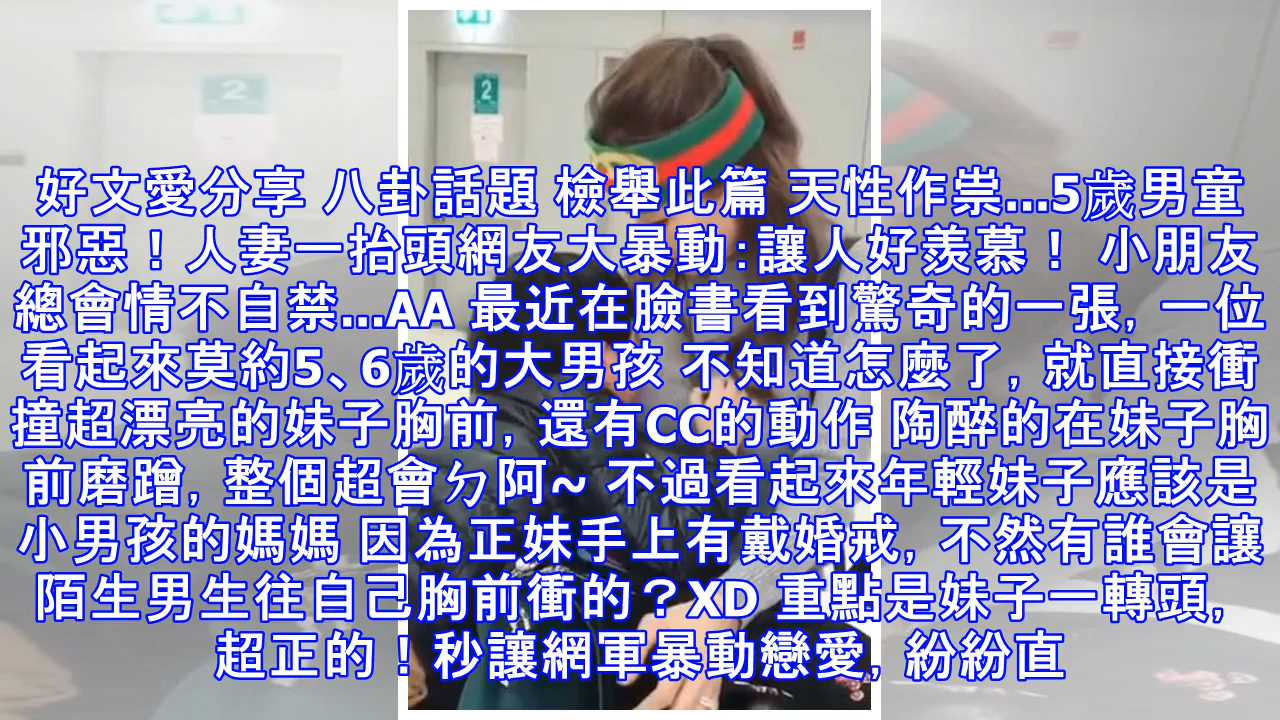 2
好文愛分享 八卦話題 檢舉此篇 天性作祟...5歲男童
邪惡！人妻一抬頭網友大暴動:讓人好羨慕！ 小朋友
總會情不自禁...AA 最近在臉書看到驚奇的一張, 一位
看起來莫約5、6歲的大男孩 不知道怎麼了, 就直接衝
撞超漂亮的妹子胸前, 還有CC的動作 陶醉的在妹子胸
前磨蹭, 整個超會ㄉ阿~ 不過看起來年輕妹子應該是
小男孩的媽媽 因為正妹手上有戴婚戒, 不然有誰會讓
陌生男生往自己胸前衝的？XD 重點是妹子一轉頭,
超正的！秒讓網軍暴動戀愛, 紛紛直